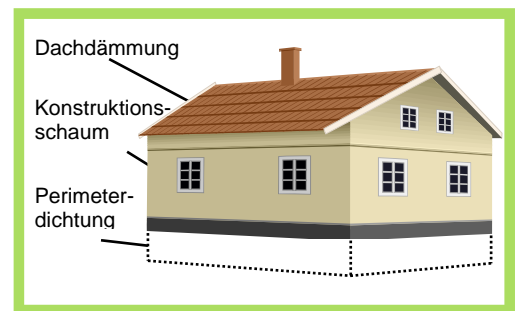 Dachdämmung
Konstruktions-
schaum
Perimeter-
dichtung